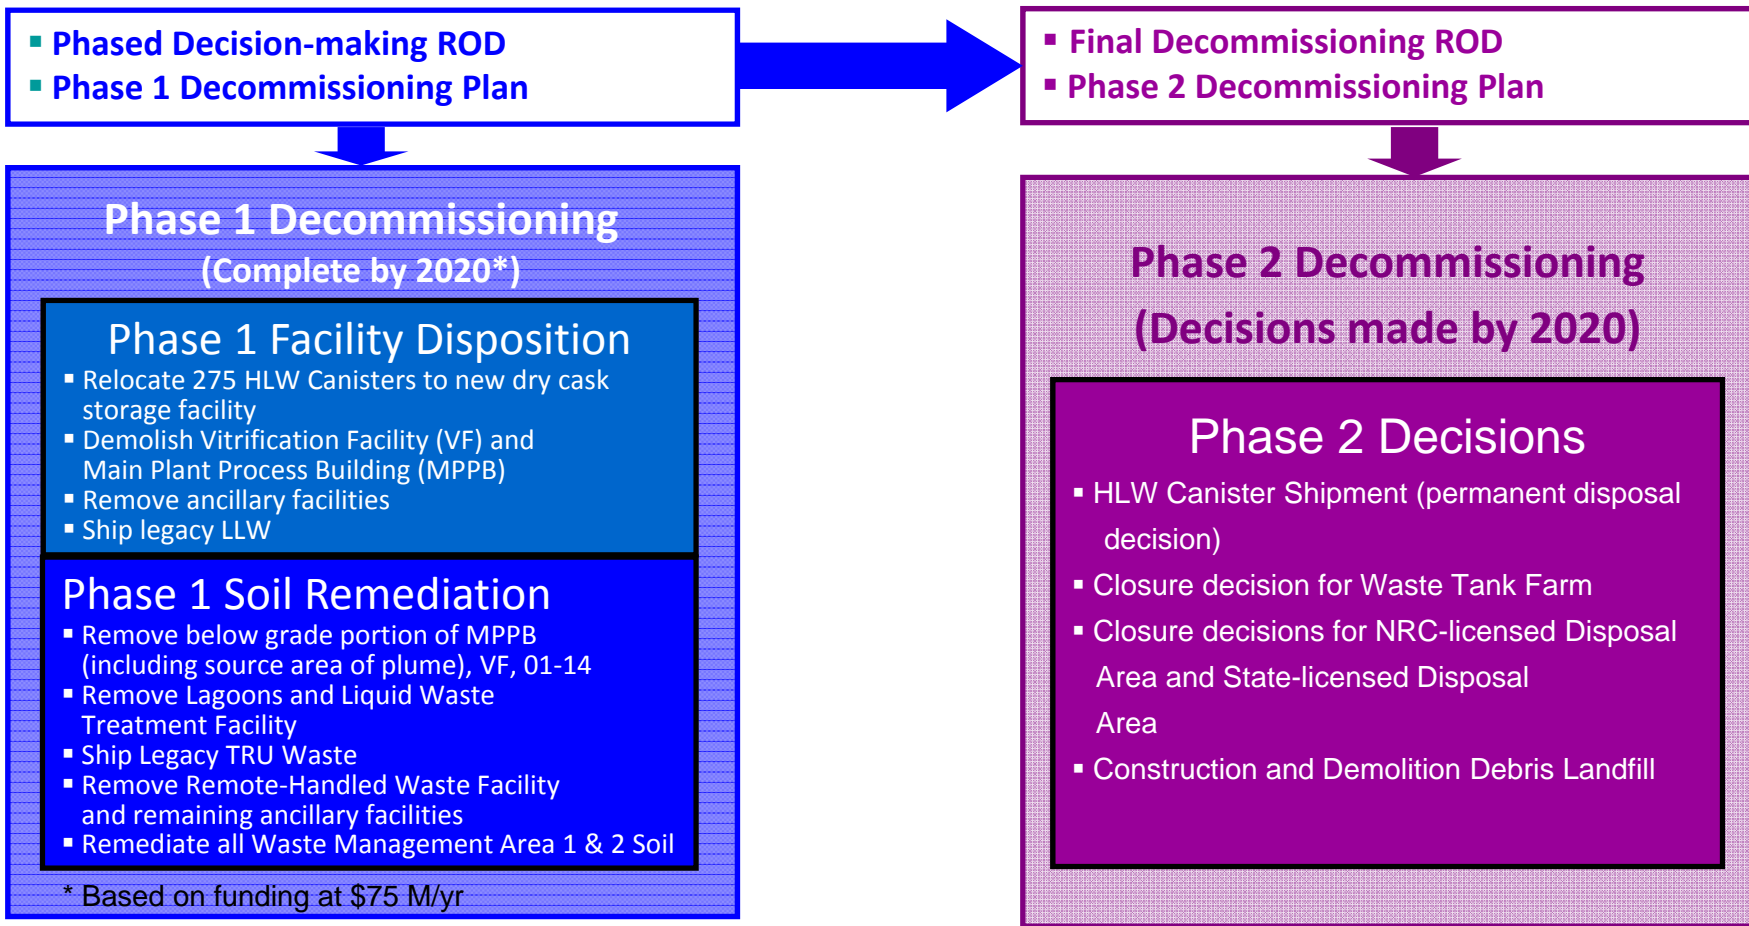 ▪ Phased Decision-making ROD
▪ Phase 1 Decommissioning Plan
Phase 1 Decommissioning
(Complete by 2020*)
Phase 1 Facility Disposition
▪ Relocate 275 HLW Canisters to new dry cask
storage facility
▪ Demolish Vitrification Facility (VF) and
Main Plant Process Building (MPPB)
▪ Remove ancillary facilities
▪ Ship legacy LLW
Phase 1 Soil Remediation
▪ Remove below grade portion of MPPB
(including source area of plume), VF, 01-14
▪ Remove Lagoons and Liquid Waste
Treatment Facility
▪ Ship Legacy TRU Waste
▪ Remove Remote-Handled Waste Facility
and remaining ancillary facilities
▪ Remediate all Waste Management Area 1 & 2 Soil
* Based on funding at $75 M/yr
▪ Final Decommissioning ROD
▪ Phase 2 Decommissioning Plan
Phase 2 Decommissioning
(Decisions made by 2020)
Phase 2 Decisions
▪ HLW Canister Shipment (permanent disposal
decision)
▪ Closure decision for Waste Tank Farm
▪ Closure decisions for NRC-licensed Disposal
Area and State-licensed Disposal
Area
▪ Construction and Demolition Debris Landfill